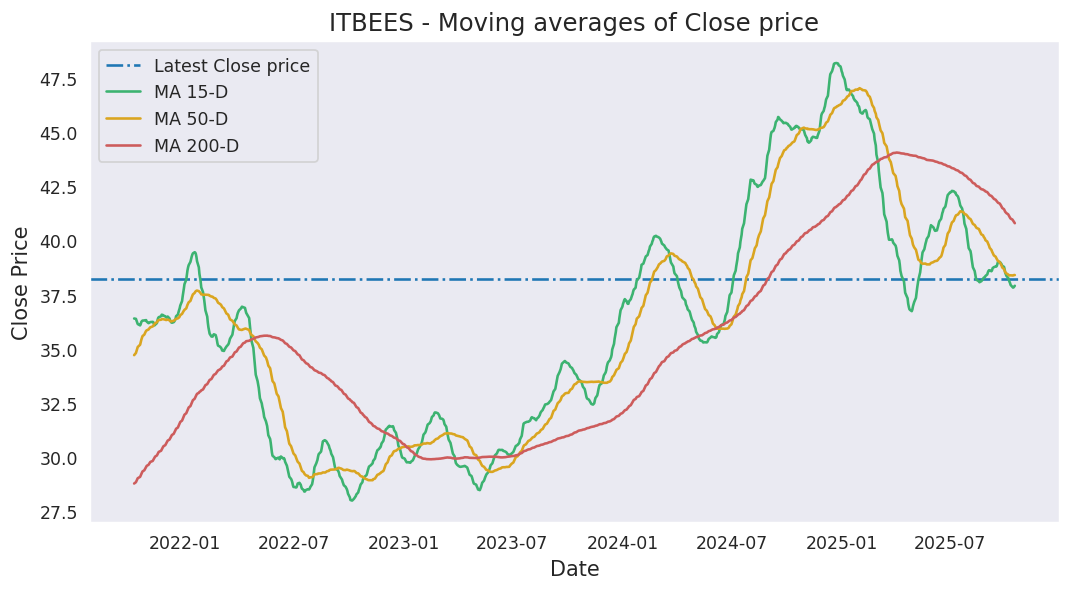 ITBEES - Moving averages of Close price
Latest Close price
MA 15-D
MA 50-D
MA 200-D
Close Price
47.5
45.0
42.5
40.0
37.5
35.0
32.5
30.0
27.5
2022-01 2022-07 2023-01 2023-07 2024-01 2024-07 2025-01 2025-07
Date